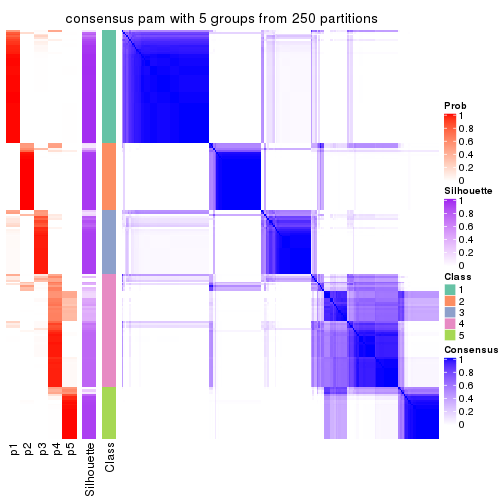 consensus pam with 5 groups from 250 partitions
Prob
1
0.8
0.6
0.4
0.2
0
Silhouette
1
0.8
0.6
0.4
0.2
0
Class
1
2
3
4
5
Consensus
1
0.8
0.6
0.4
0.2
0
p1
p2
p3
p4
p5
Silhouette
Class